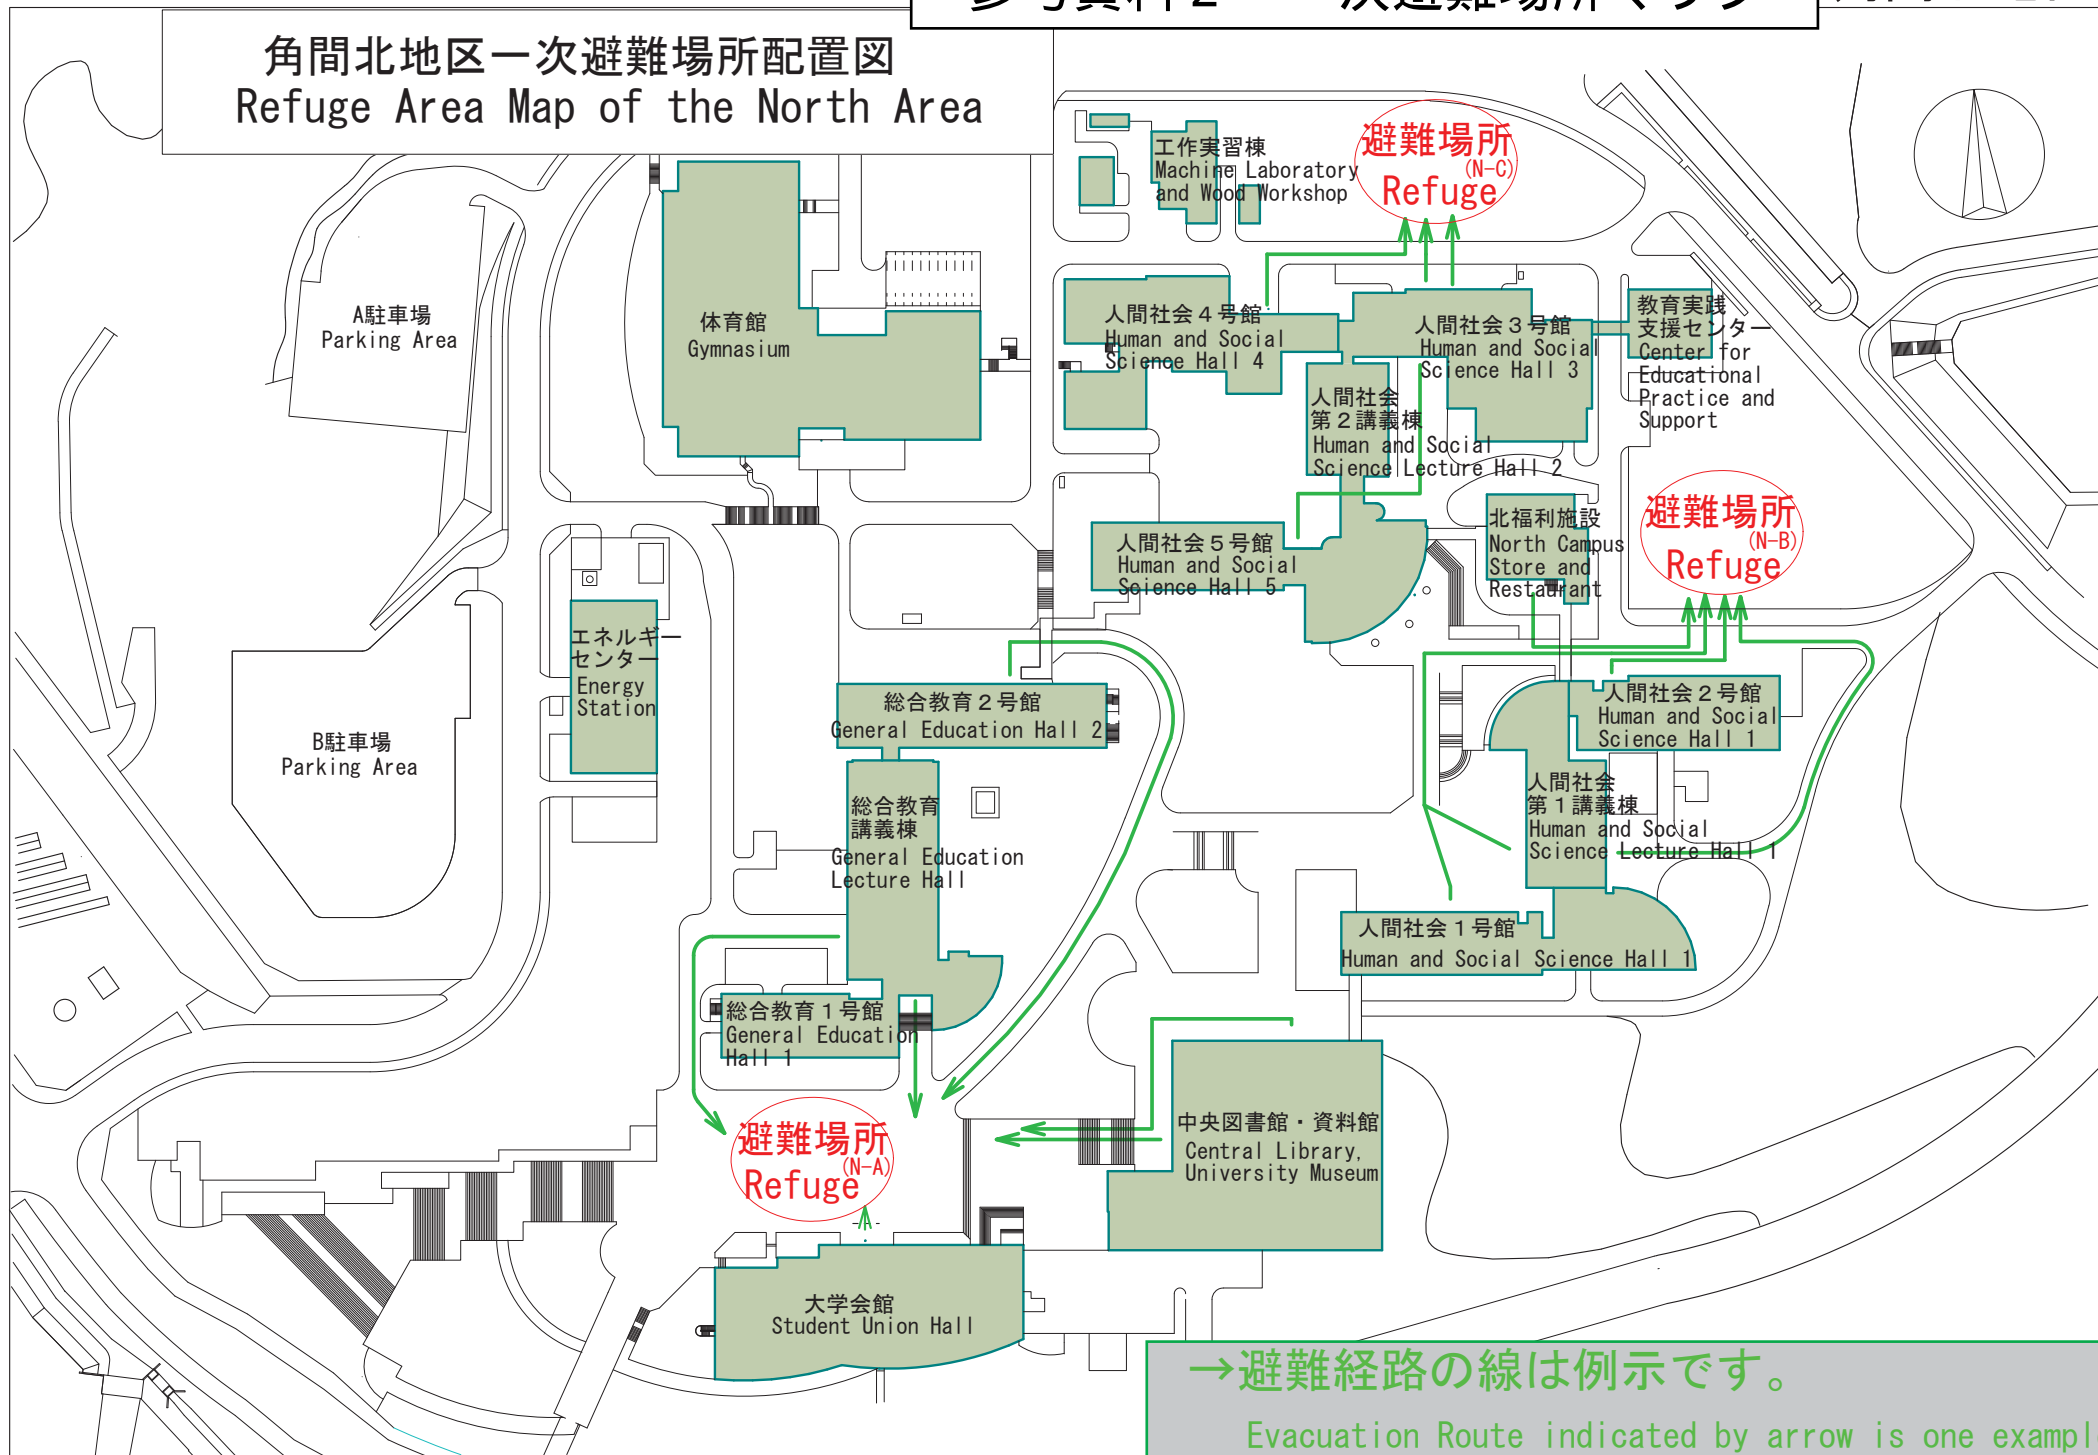 角間北地区一次避難場所配置図
Refuge Area Map of the North Area
工作実習棟
Machine Laboratory
and Wood Workshop
避難場所
(N-C)
Refuge
A駐車場
Parking Area
体育館
Gymnasium
人間社会４号館
Human and Social
Science Hall 4
人間社会３号館
Human and Social
Science Hall 3
教育実践
支援センター
Center for
Educational
Practice and
Support
人間社会
第２講義棟
Human and Social
Science Lecture Hall 2
人間社会５号館
Human and Social
Science Hall 5
北福利施設
North Campus
Store and
Restaurant
避難場所
(N-B)
Refuge
エネルギー
センター
Energy
Station
B駐車場
Parking Area
総合教育２号館
General Education Hall 2
人間社会２号館
Human and Social
Science Hall 1
総合教育
講義棟
General Education
Lecture Hall
人間社会
第１講義棟
Human and Social
Science Lecture Hall 1
人間社会１号館
Human and Social Science Hall 1
総合教育１号館
General Education
Hall 1
避難場所
(N-A)
Refuge
中央図書館・資料館
Central Library,
University Museum
大学会館
Student Union Hall
→避難経路の線は例示です。
Evacuation Route indicated by arrow is one exampl